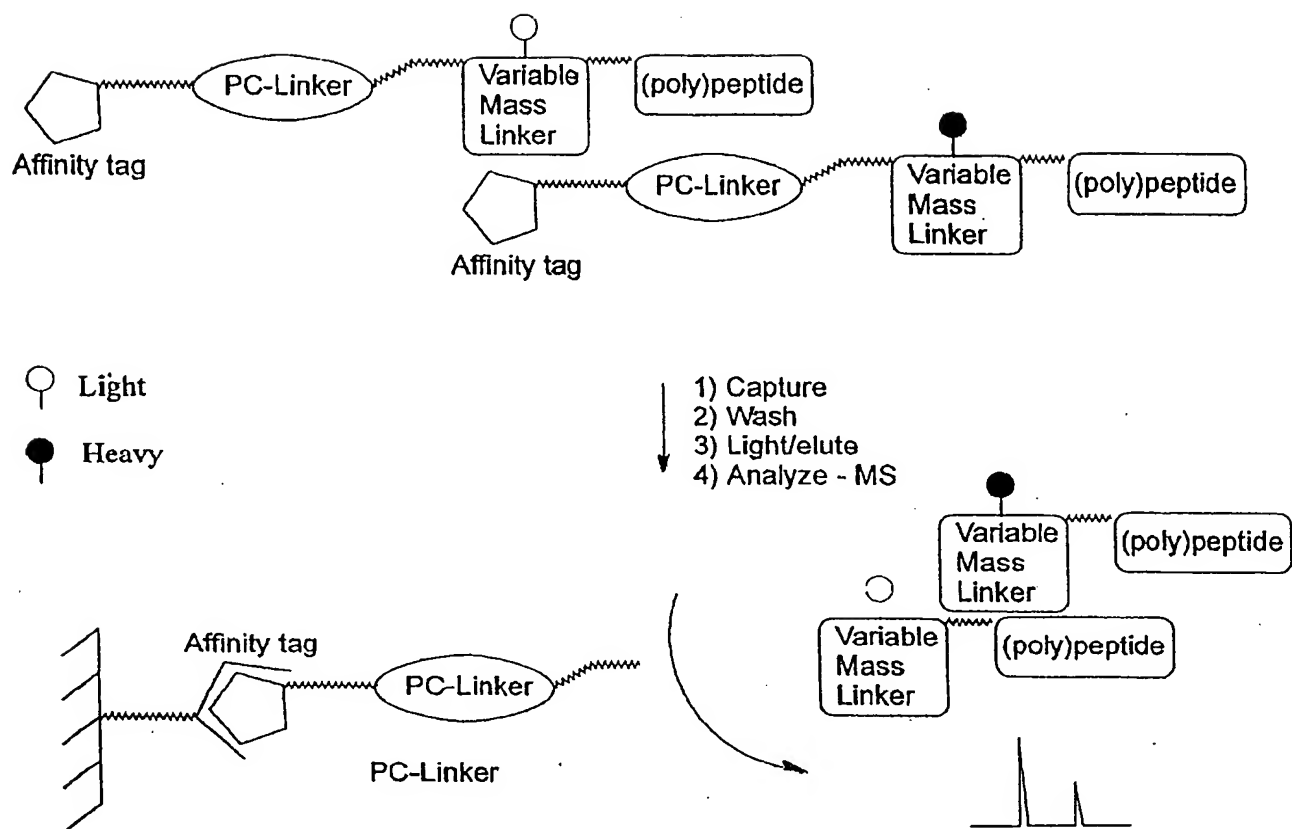 PC-Linker
Variable
Mass
Linker
(poly)peptide
Affinity tag
PC-Linker
Variable
Mass
Linker
(poly)peptide
Affinity tag
Light
Heavy
1) Capture
2) Wash
3) Light/elute
4) Analyze - MS
Variable
Mass
Linker
(poly)peptide
Variable
Mass
Linker
(poly)peptide
Affinity tag
PC-Linker
PC-Linker